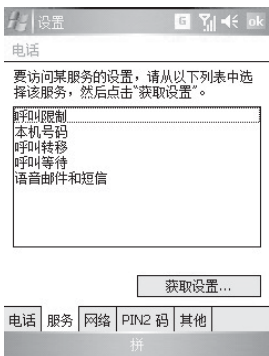 设置
G
ok
电话
要访问某服务的设置，请从以下列表中选
择该服务，然后点击"获取设置"。
呼叫限制
本机号码
呼叫转移
呼叫等待
语音邮件和短信
获取设置...
电话 服务 网络 PIN2 码 其他
拼